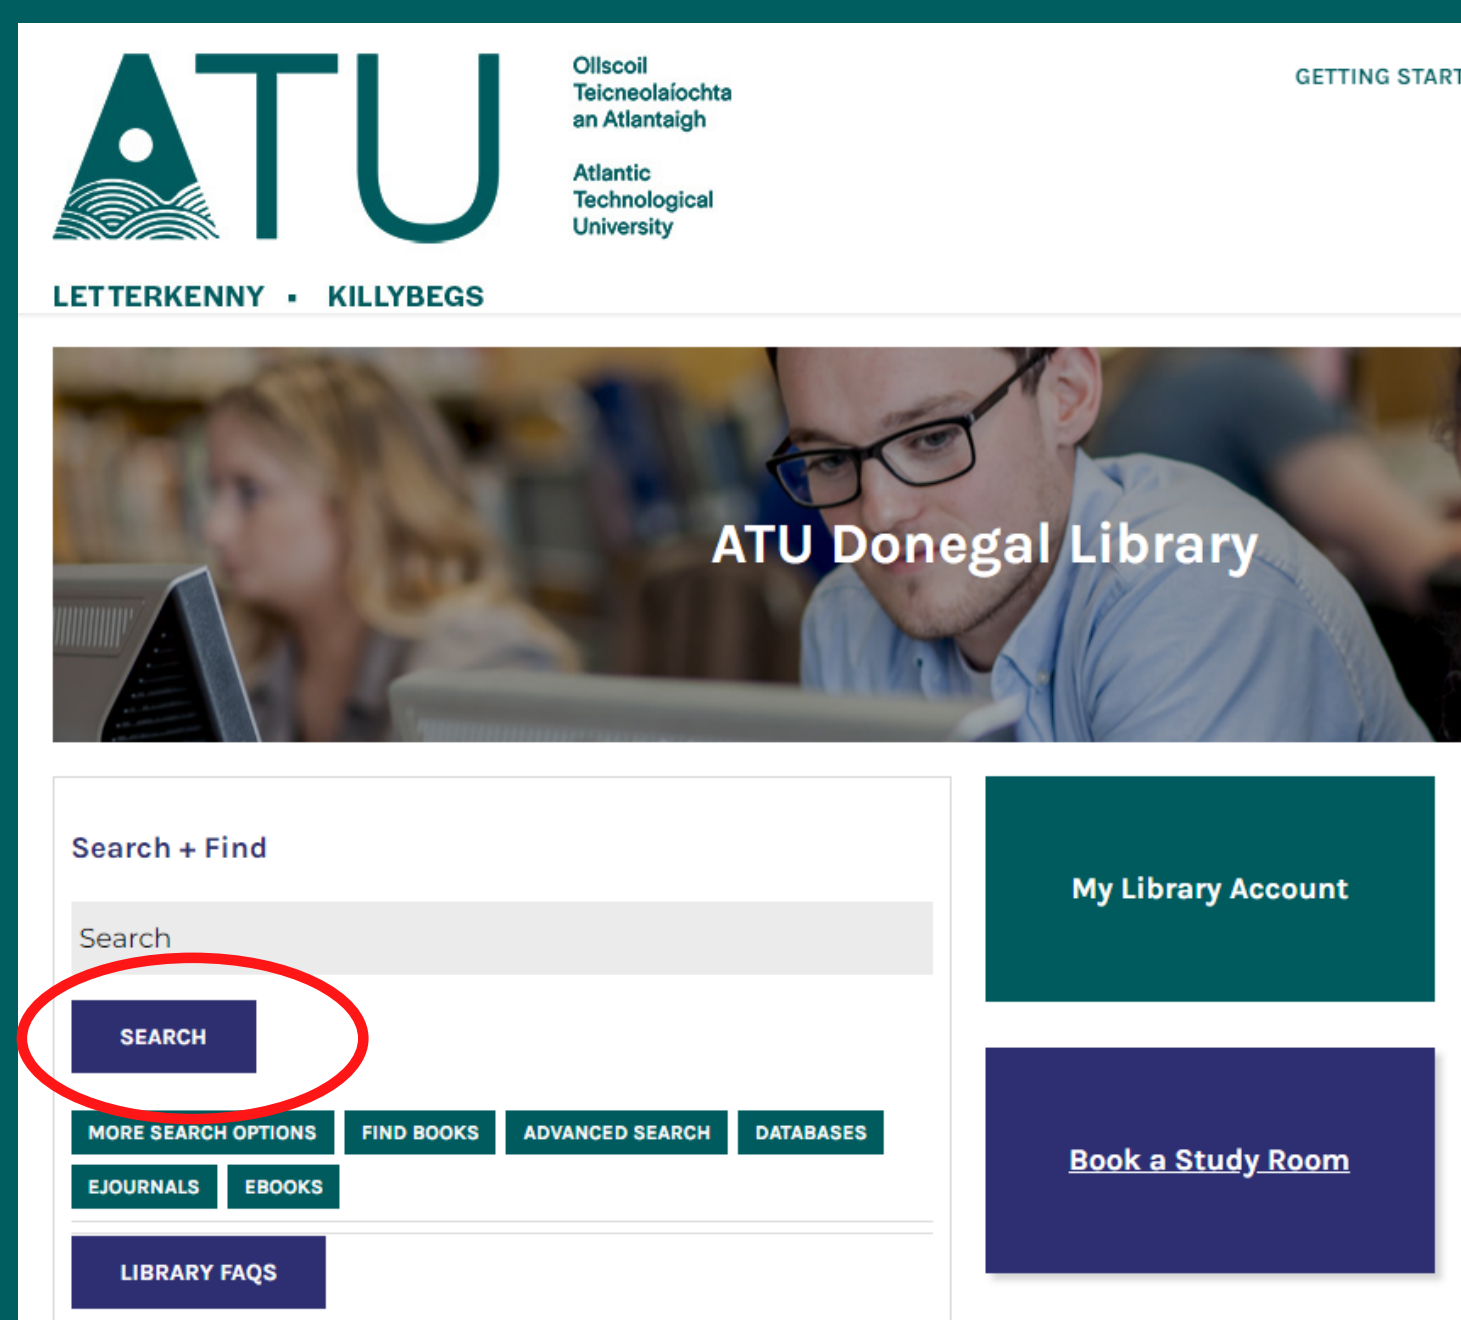 ATU
Ollscoil
Teicneolaíochta
an Atlantaigh
Atlantic
Technological
University
GETTING START
LETTERKENNY ▪ KILLYBEGS
ATU Donegal Library
Search + Find
Search
SEARCH
MORE SEARCH OPTIONS FIND BOOKS ADVANCED SEARCH DATABASES
EJOURNALS EBOOKS
LIBRARY FAQS
My Library Account
Book a Study Room